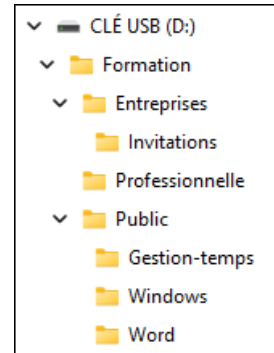 CLÉ USB (D:)
Formation
Entreprises
Invitations
Professionnelle
Public
Gestion-temps
Windows
Word